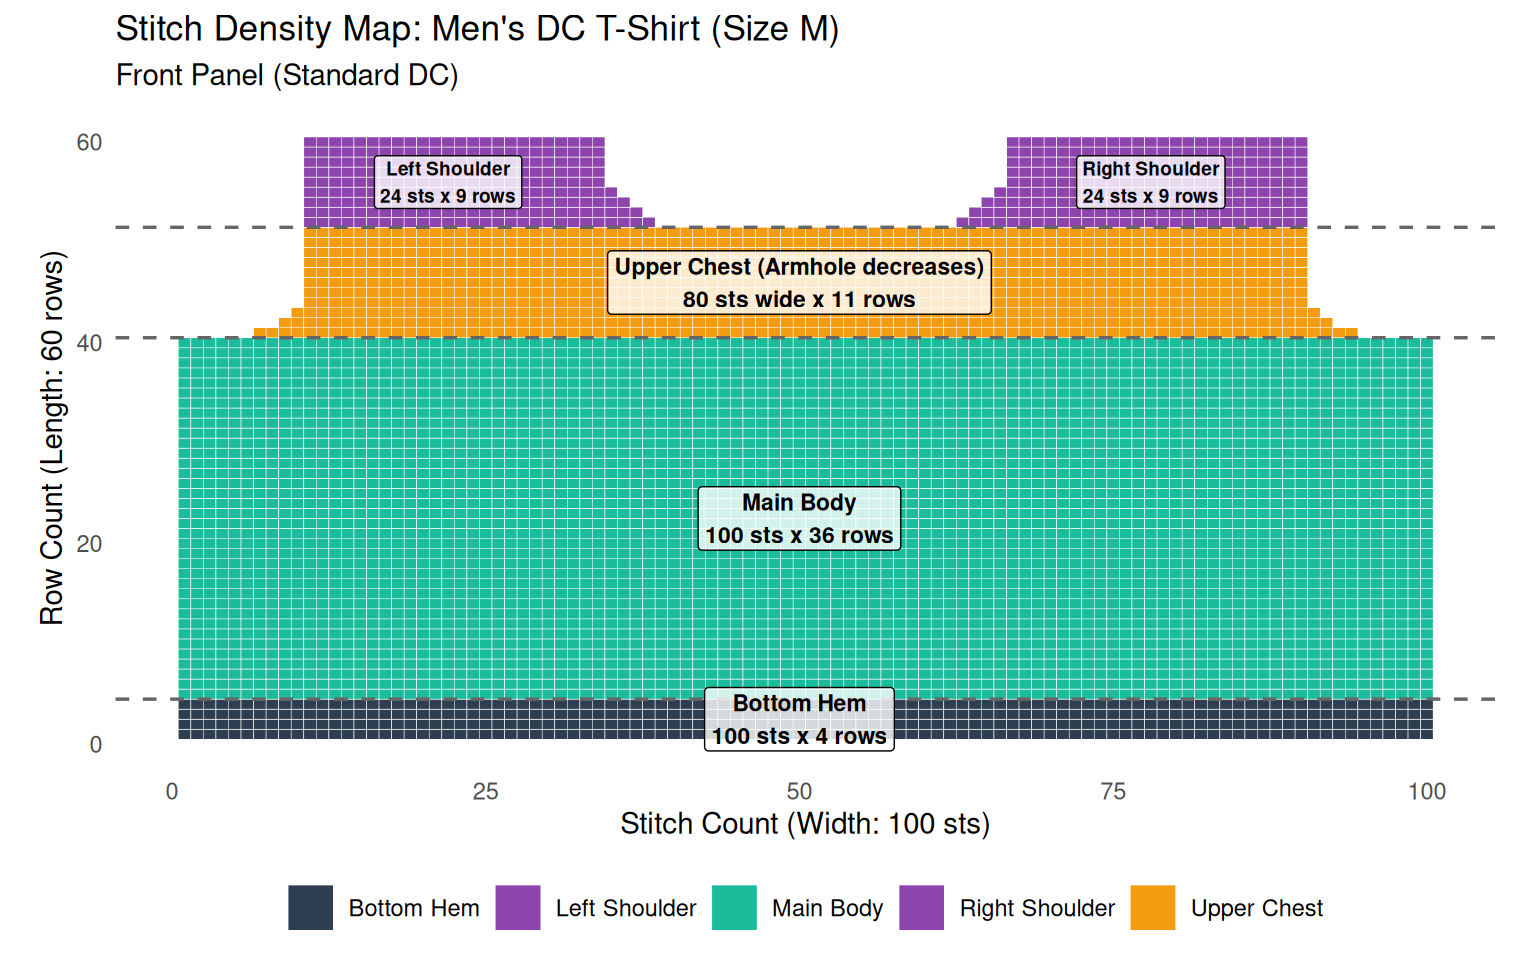 Stitch Density Map: Men's DC T-Shirt (Size M)
Front Panel (Standard DC)
Row Count (Length: 60 rows)
60
40
20
0
Left Shoulder
24 sts x 9 rows
Right Shoulder
24 sts x 9 rows
Upper Chest (Armhole decreases)
80 sts wide x 11 rows
Main Body
100 sts x 36 rows
Bottom Hem
100 sts x 4 rows
0 25 50 75 100
Stitch Count (Width: 100 sts)
Bottom Hem Left Shoulder Main Body Right Shoulder Upper Chest